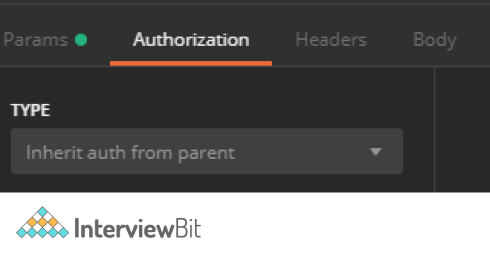 Params Authorization Headers Body
TYPE
Inherit auth from parent
InterviewBit